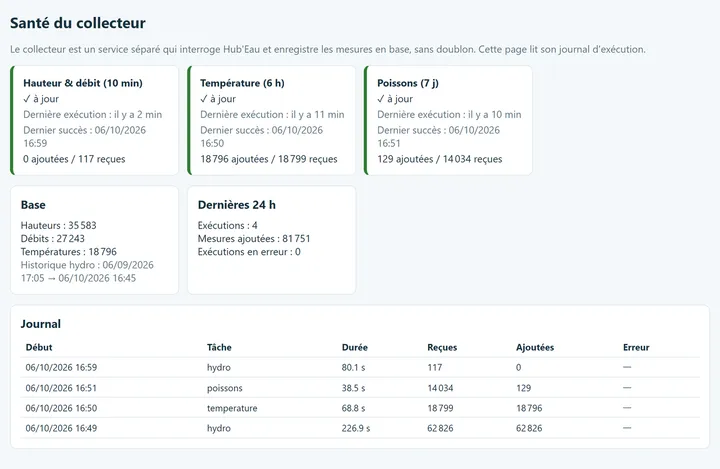 Santé du collecteur
Le collecteur est un service séparé qui interroge Hub'Eau et enregistre les mesures en base, sans doublon. Cette page lit son journal d'exécution.
Hauteur & débit (10 min)
✓ à jour
Dernière exécution : il y a 2 min
Dernier succès : 06/10/2026
16:59
0 ajoutées / 117 reçues
Température (6 h)
✓ à jour
Dernière exécution : il y a 11 min
Dernier succès : 06/10/2026
16:50
18 796 ajoutées / 18 799 reçues
Poissons (7 j)
✓ à jour
Dernière exécution : il y a 10 min
Dernier succès : 06/10/2026
16:51
129 ajoutées / 14 034 reçues
Base
Hauteurs : 35 583
Débits : 27 243
Températures : 18 796
Historique hydro : 06/09/2026
17:05 → 06/10/2026 16:45
Dernières 24 h
Exécutions : 4
Mesures ajoutées : 81 751
Exécutions en erreur : 0
Journal
Début Tâche Durée Reçues Ajoutées Erreur
06/10/2026 16:59 hydro 80.1 s 117 0 —
06/10/2026 16:51 poissons 38.5 s 14 034 129 —
06/10/2026 16:50 temperature 68.8 s 18 799 18 796 —
06/10/2026 16:49 hydro 226.9 s 62 826 62 826 —